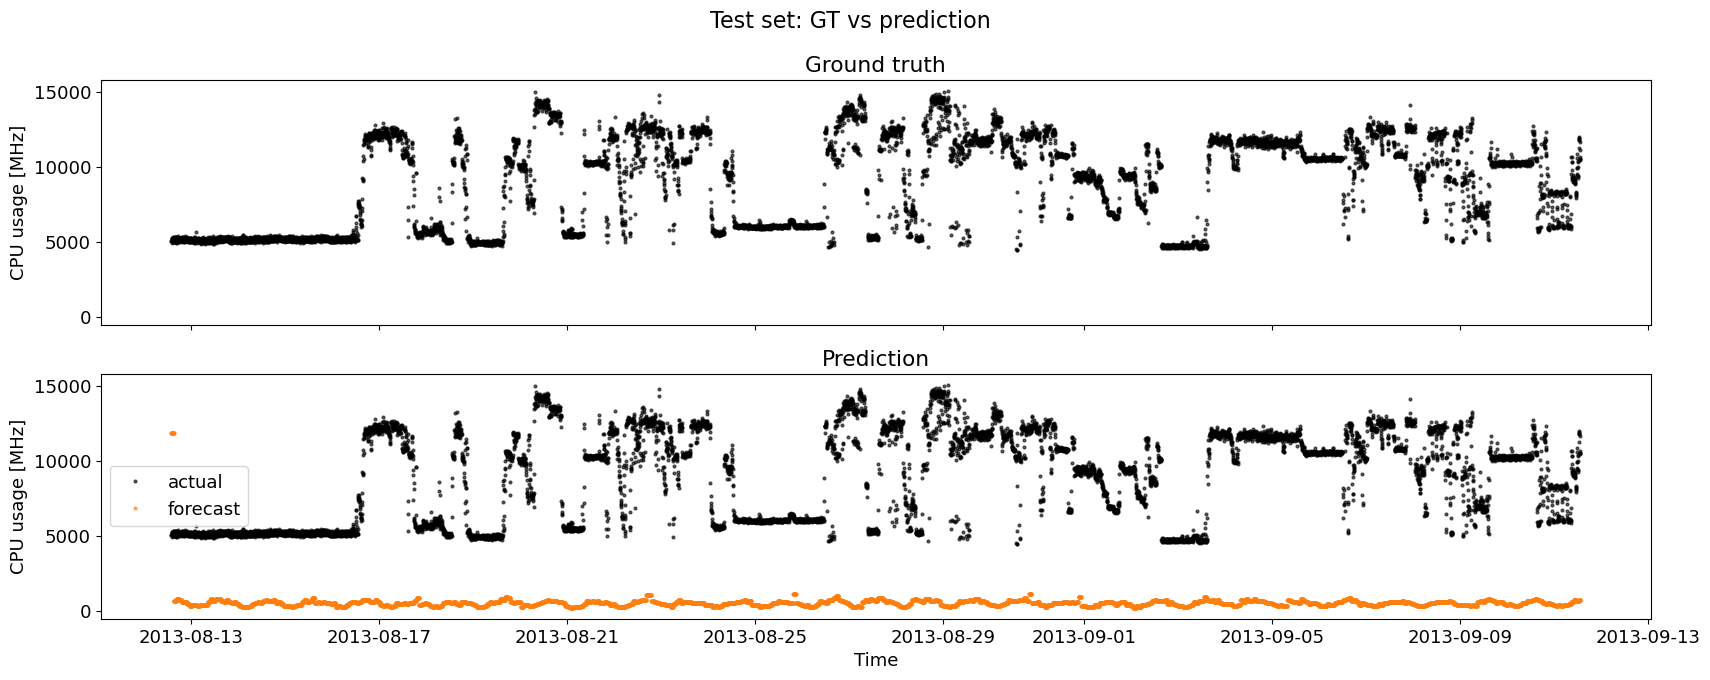 Test set: GT vs prediction
Ground truth
CPU usage [MHz]
15000
10000
5000
0
Prediction
CPU usage [MHz]
15000
10000
5000
0
actual
forecast
2013-08-13 2013-08-17 2013-08-21 2013-08-25 2013-08-29 2013-09-01 2013-09-05 2013-09-09 2013-09-13
Time